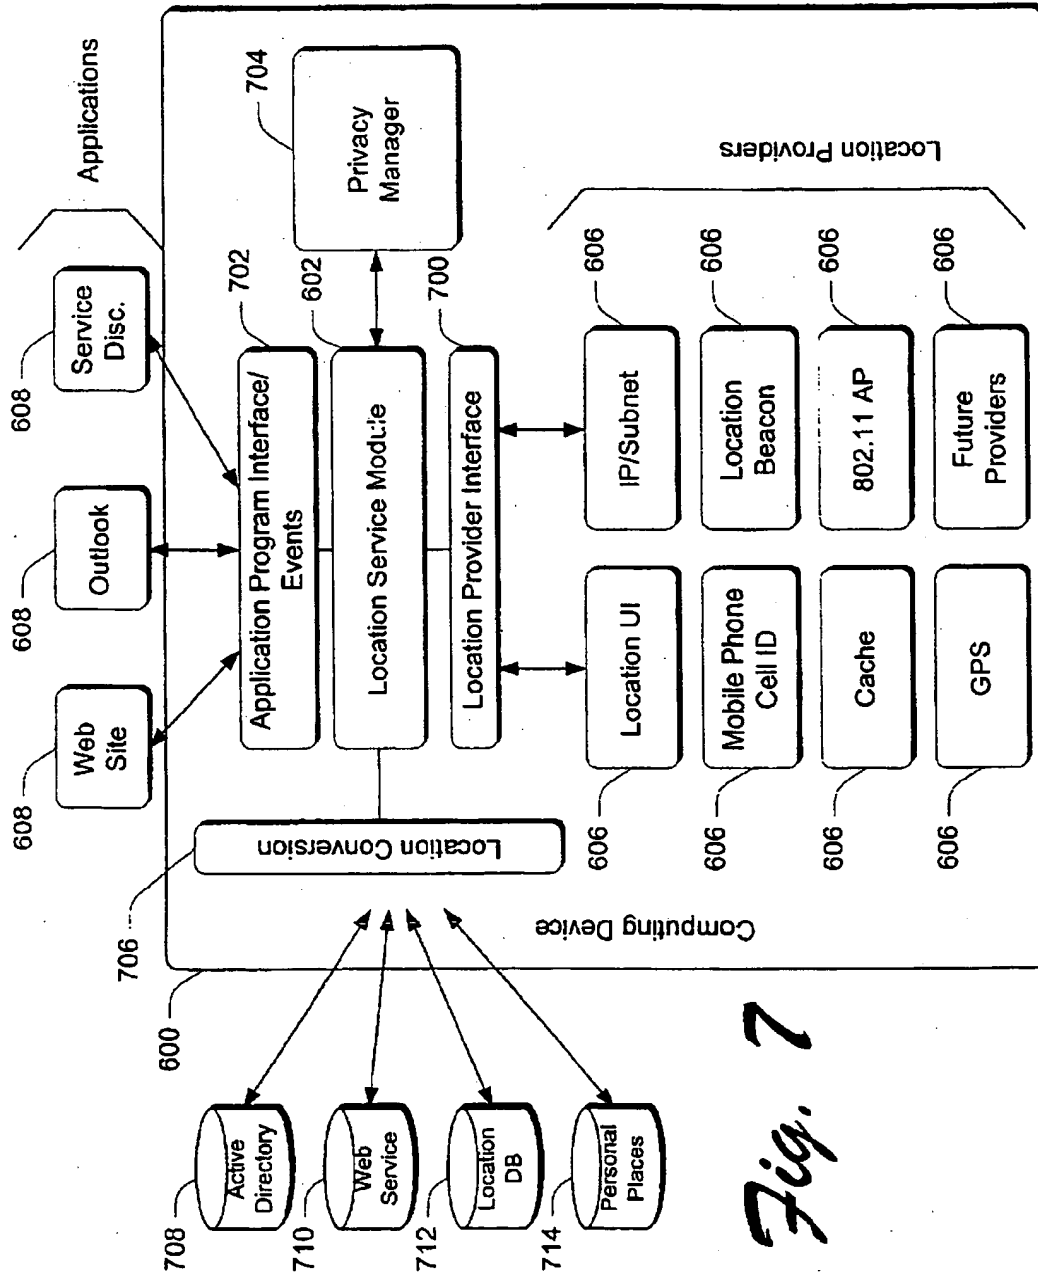 Applications
608
Web
Site
608
Outlook
608
Service
Disc.
600
706
Location Conversion
702
Application Program Interface/
Events
602
Location Service Module
700
Location Provider Interface
704
Privacy
Manager
708
Active
Directory
710
Web
Service
712
Location
DB
714
Personal
Places
Computing Device
Location Providers
606
Location UI
606
IP/Subnet
606
Mobile Phone
Cell ID
606
Location
Beacon
606
Cache
606
802.11 AP
606
GPS
606
Future
Providers
Fig. 7